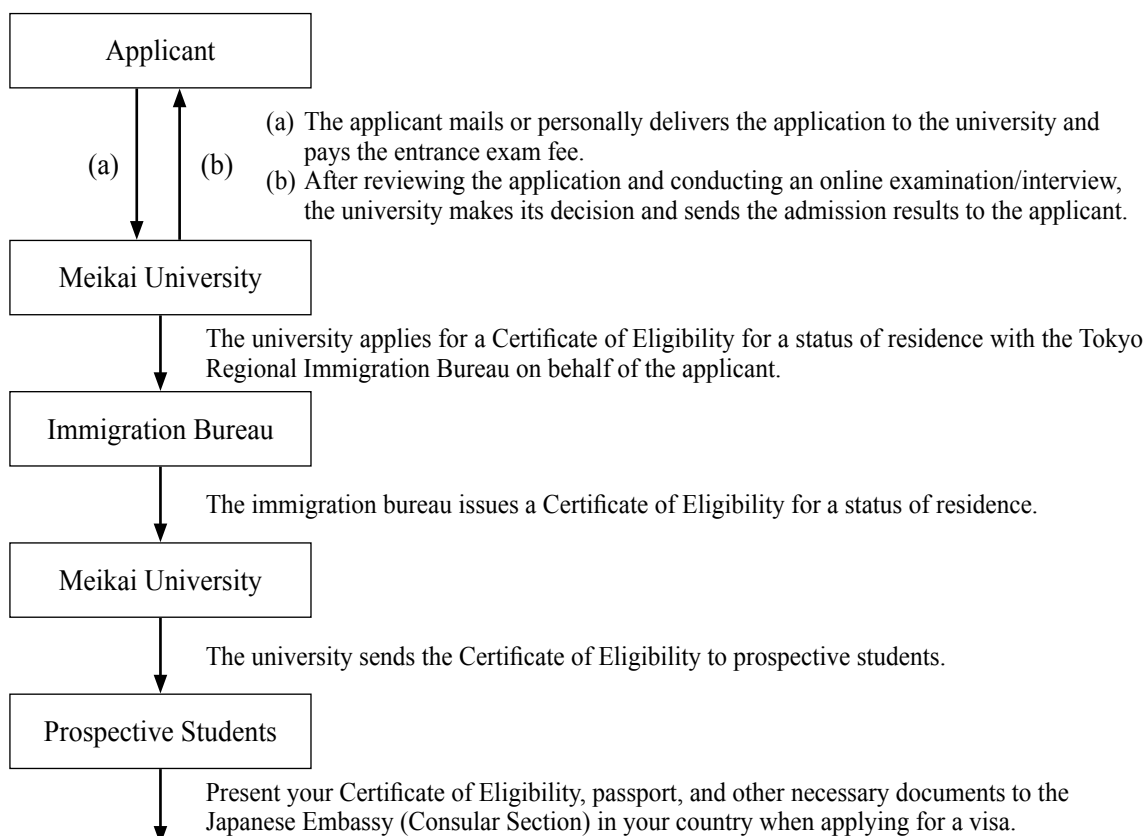 Applicant
(a)
(b)
(a) The applicant mails or personally delivers the application to the university and
pays the entrance exam fee.
(b) After reviewing the application and conducting an online examination/interview,
the university makes its decision and sends the admission results to the applicant.
Meikai University
The university applies for a Certificate of Eligibility for a status of residence with the Tokyo
Regional Immigration Bureau on behalf of the applicant.
Immigration Bureau
The immigration bureau issues a Certificate of Eligibility for a status of residence.
Meikai University
The university sends the Certificate of Eligibility to prospective students.
Prospective Students
Present your Certificate of Eligibility, passport, and other necessary documents to the
Japanese Embassy (Consular Section) in your country when applying for a visa.